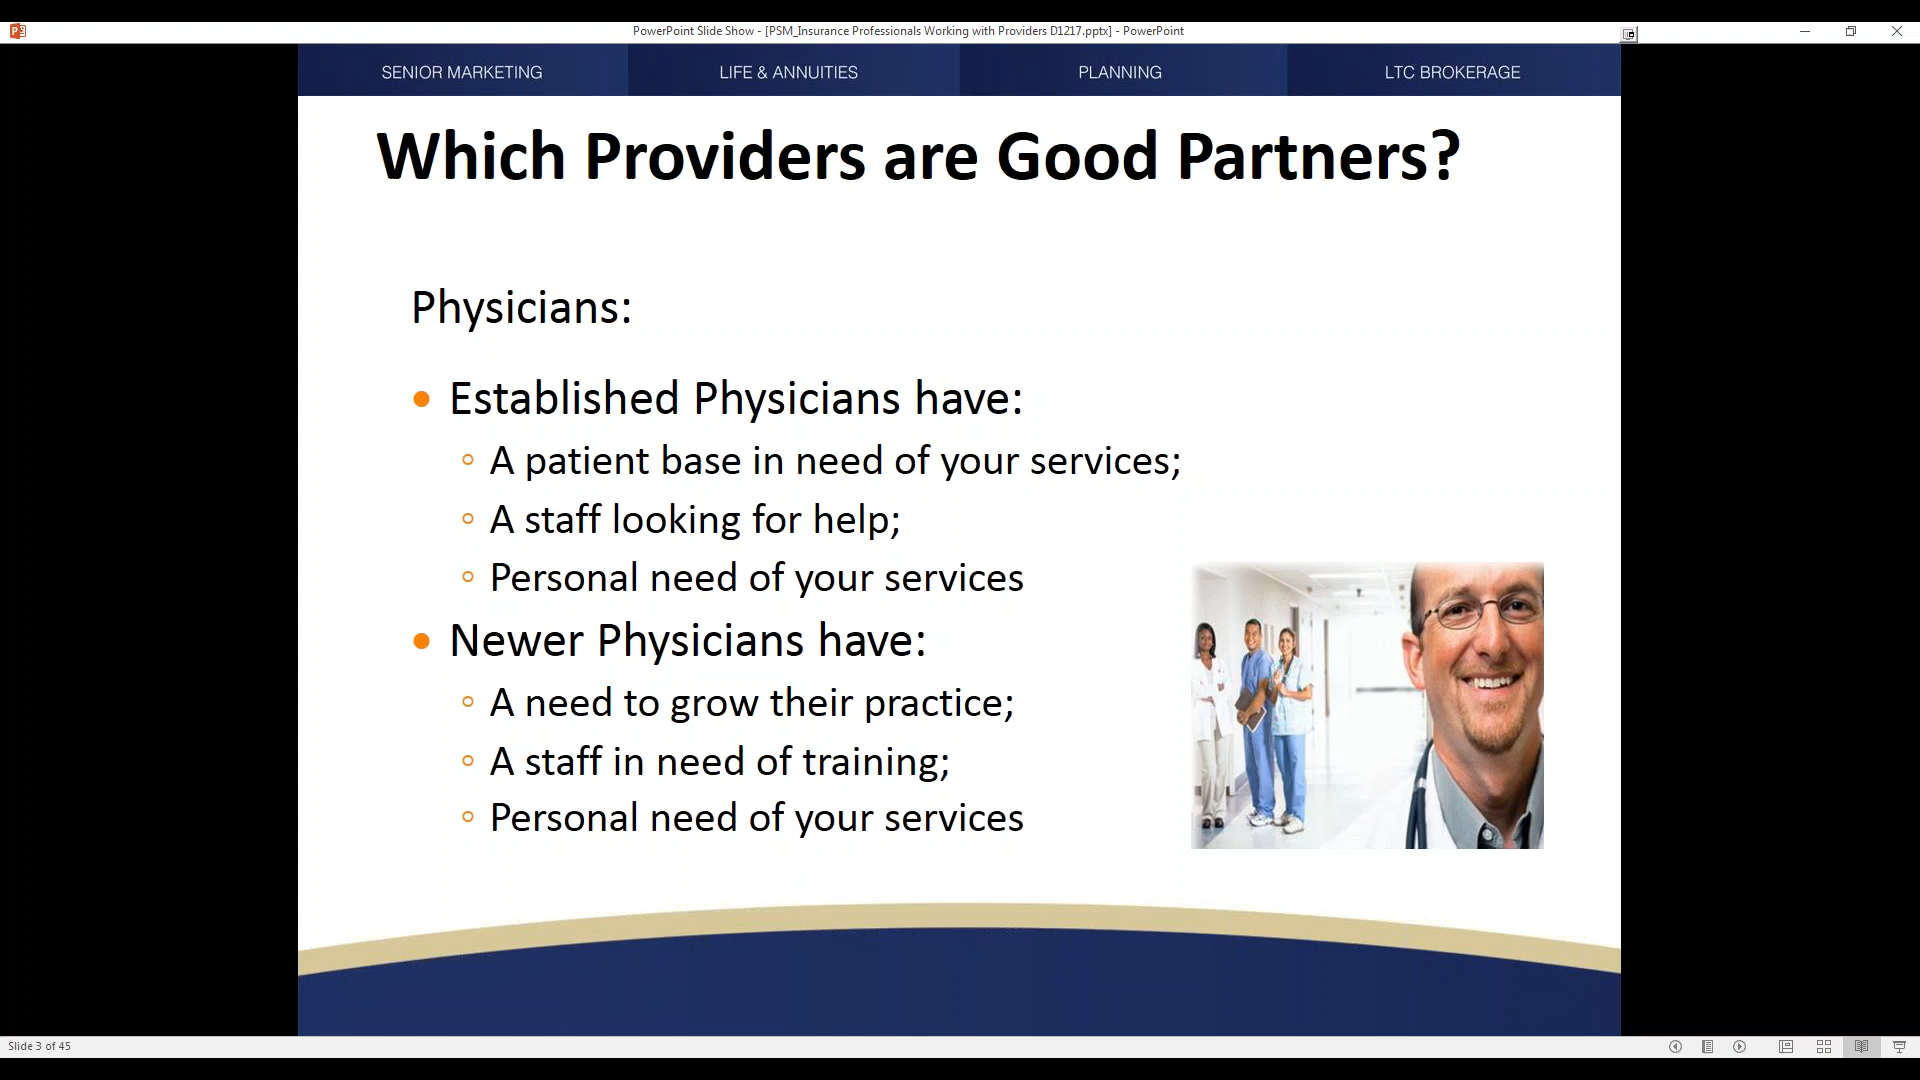 PowerPoint Slide Show - [PSM_Insurance Professionals Working with Providers D1217.pptx] - PowerPoint
SENIOR MARKETING
LIFE & ANNUITIES
PLANNING
LTC BROKERAGE
Which Providers are Good Partners?
Physicians:
Established Physicians have:
A patient base in need of your services;
A staff looking for help;
Personal need of your services
Newer Physicians have:
A need to grow their practice;
A staff in need of training;
Personal need of your services
Slide 3 of 45